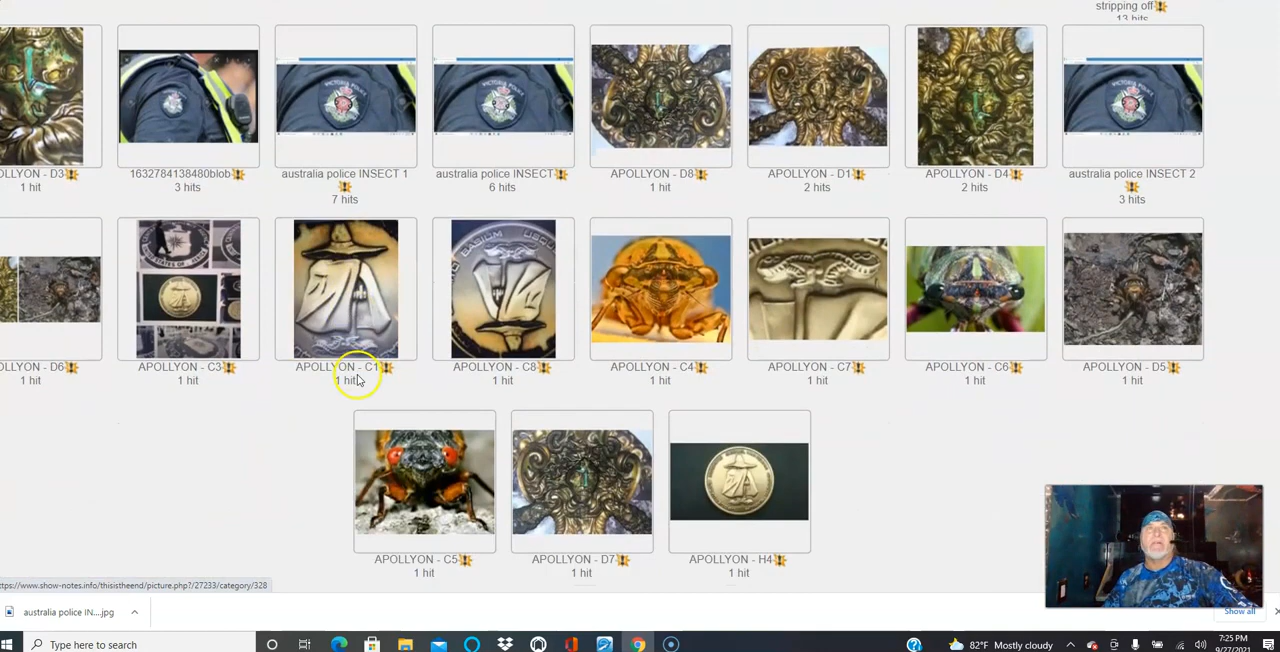 stripping off
13 hits
OLLYON - D3
1 hit
1632784138480blob
3 hits
australia police INSECT 1
7 hits
australia police INSECT
6 hits
APOLLYON - D8
1 hit
APOLLYON - D1
2 hits
APOLLYON - D4
2 hits
australia police INSECT 2
3 hits
OLLYON - D6
1 hit
APOLLYON - C3
1 hit
APOLLYON - C1
1 hit
APOLLYON - C8
1 hit
APOLLYON - C4
1 hit
APOLLYON - C7
1 hit
APOLLYON - C6
1 hit
APOLLYON - D5
1 hit
APOLLYON - C5
1 hit
APOLLYON - D7
1 hit
APOLLYON - H4
1 hit
ttps://www.show-notes.info/thisistheend/picture.php?/27233/category/328
australia police IN....jpg
Show all
Type here to search
82°F Mostly cloudy
7:25 PM
9/27/2021